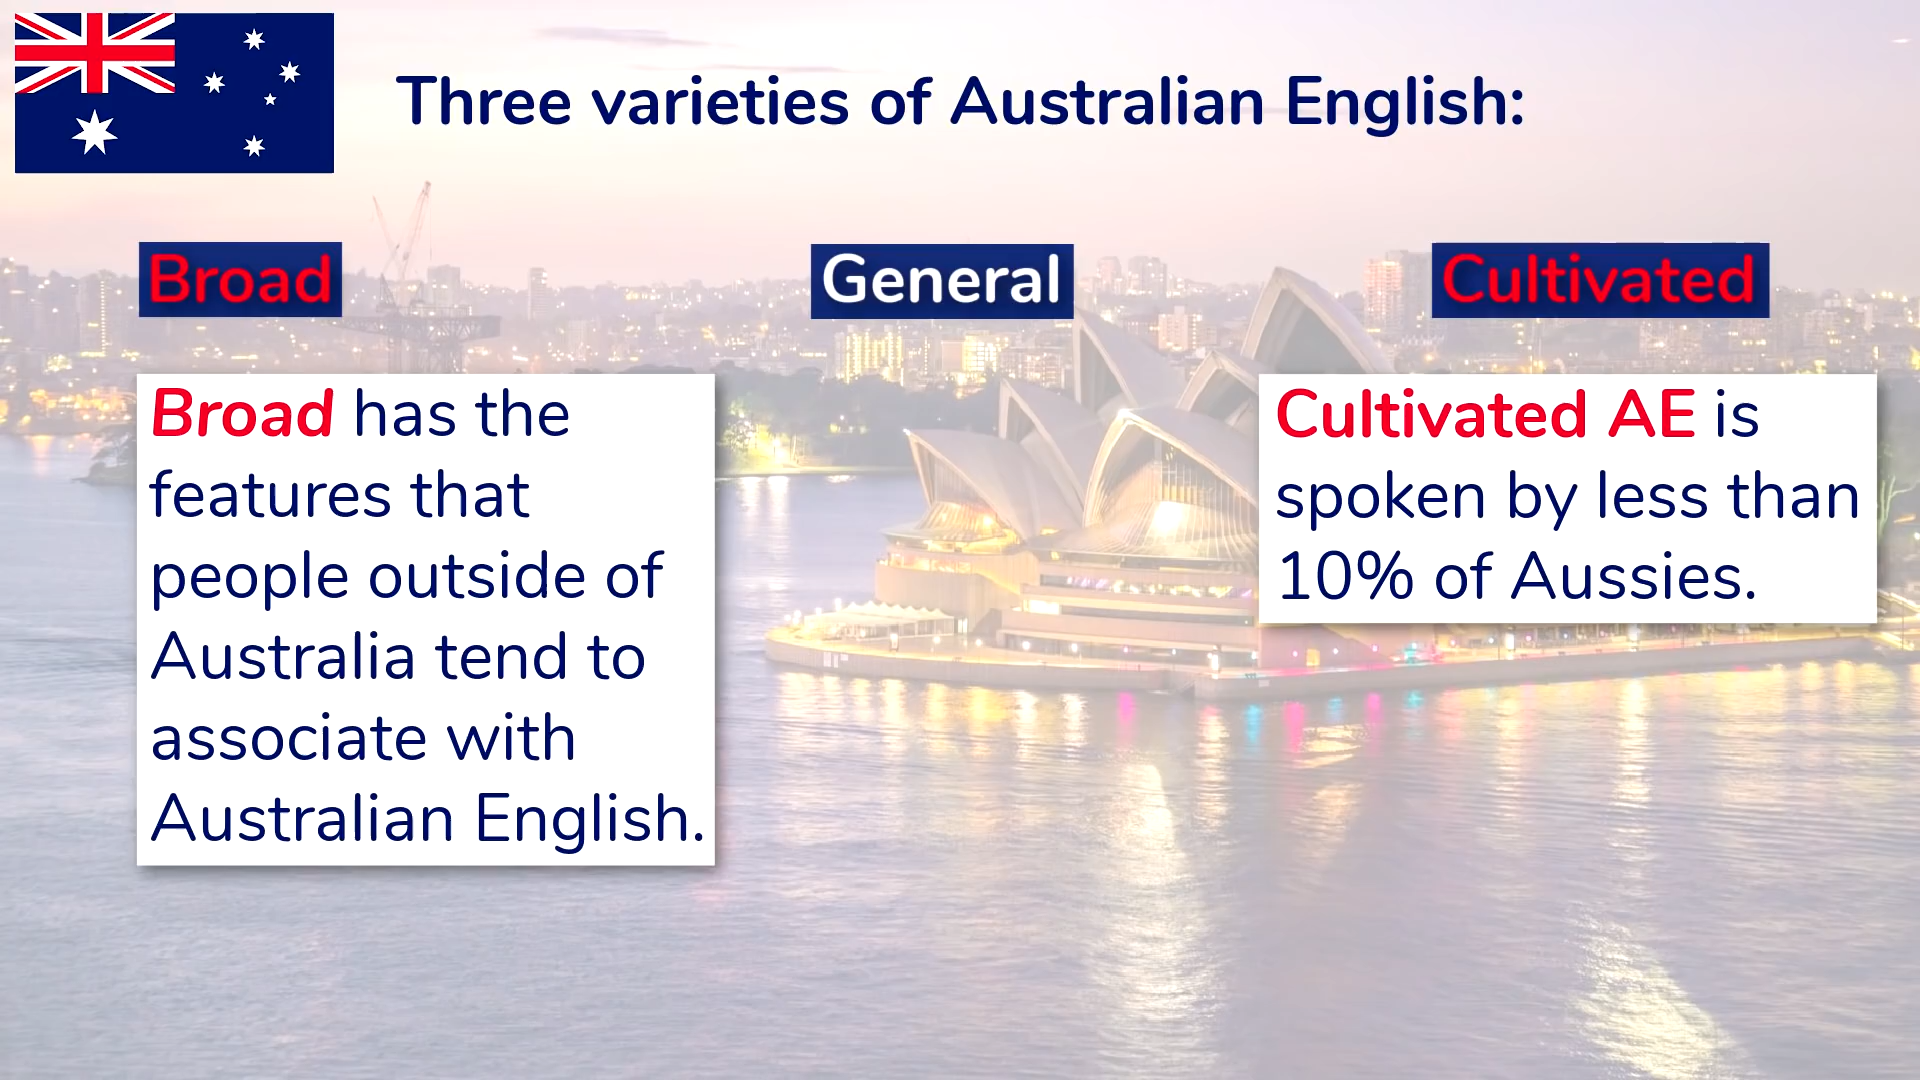 Three varieties of Australian English:
Broad
General
Cultivated
Broad has the
features that
people outside of
Australia tend to
associate with
Australian English.
Cultivated AE is
spoken by less than
10% of Aussies.